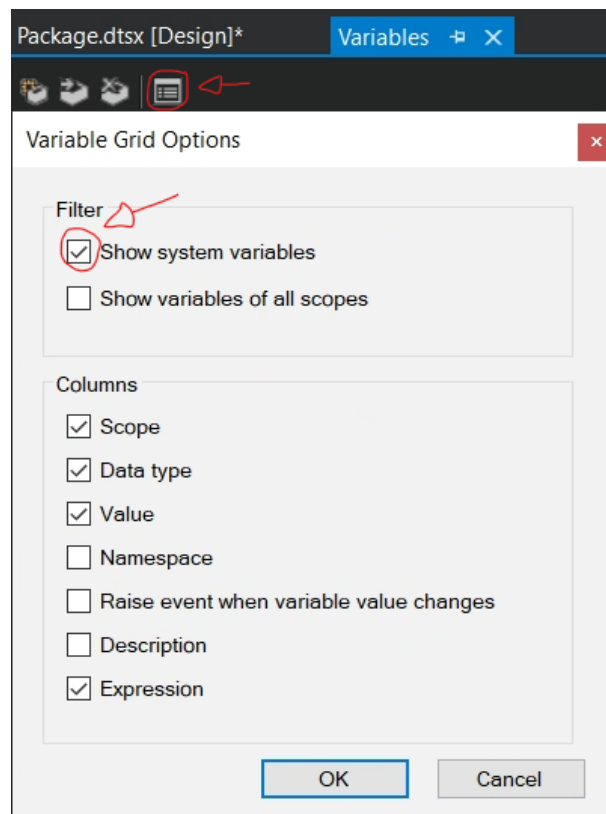 Package.dtsx [Design]* Variables
Variable Grid Options
Filter
Show system variables
Show variables of all scopes
Columns
Scope
Data type
Value
Namespace
Raise event when variable value changes
Description
Expression
OK Cancel